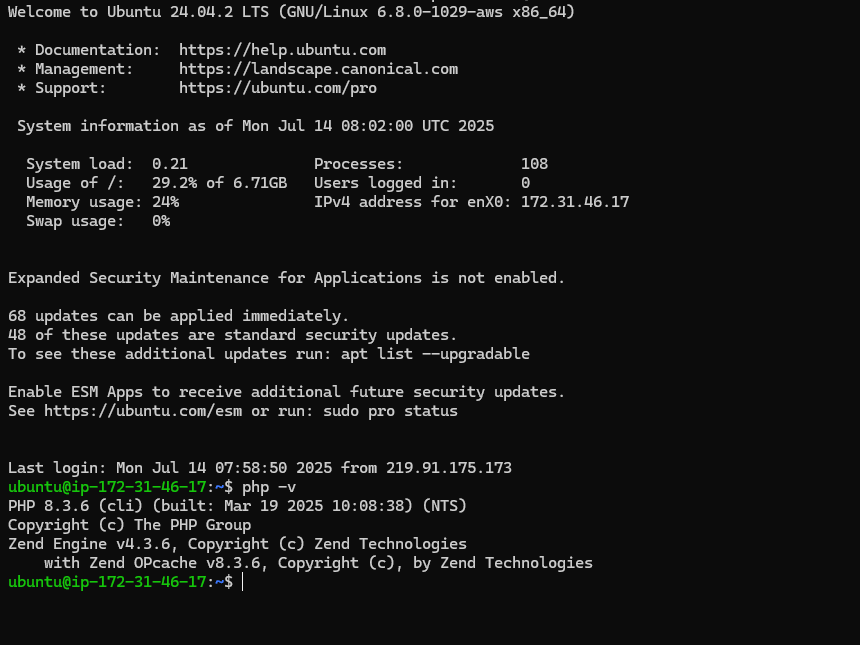 Welcome to Ubuntu 24.04.2 LTS (GNU/Linux 6.8.0-1029-aws x86_64)
* Documentation:  https://help.ubuntu.com
* Management:     https://landscape.canonical.com
* Support:        https://ubuntu.com/pro
System information as of Mon Jul 14 08:02:00 UTC 2025
System load:  0.21              Processes:             108
Usage of /:   29.2% of 6.71GB   Users logged in:       0
Memory usage: 24%               IPv4 address for enX0: 172.31.46.17
Swap usage:   0%
Expanded Security Maintenance for Applications is not enabled.
68 updates can be applied immediately.
48 of these updates are standard security updates.
To see these additional updates run: apt list --upgradable
Enable ESM Apps to receive additional future security updates.
See https://ubuntu.com/esm or run: sudo pro status
Last login: Mon Jul 14 07:58:50 2025 from 219.91.175.173
ubuntu@ip-172-31-46-17:~$ php -v
PHP 8.3.6 (cli) (built: Mar 19 2025 10:08:38) (NTS)
Copyright (c) The PHP Group
Zend Engine v4.3.6, Copyright (c) Zend Technologies
    with Zend OPcache v8.3.6, Copyright (c), by Zend Technologies
ubuntu@ip-172-31-46-17:~$